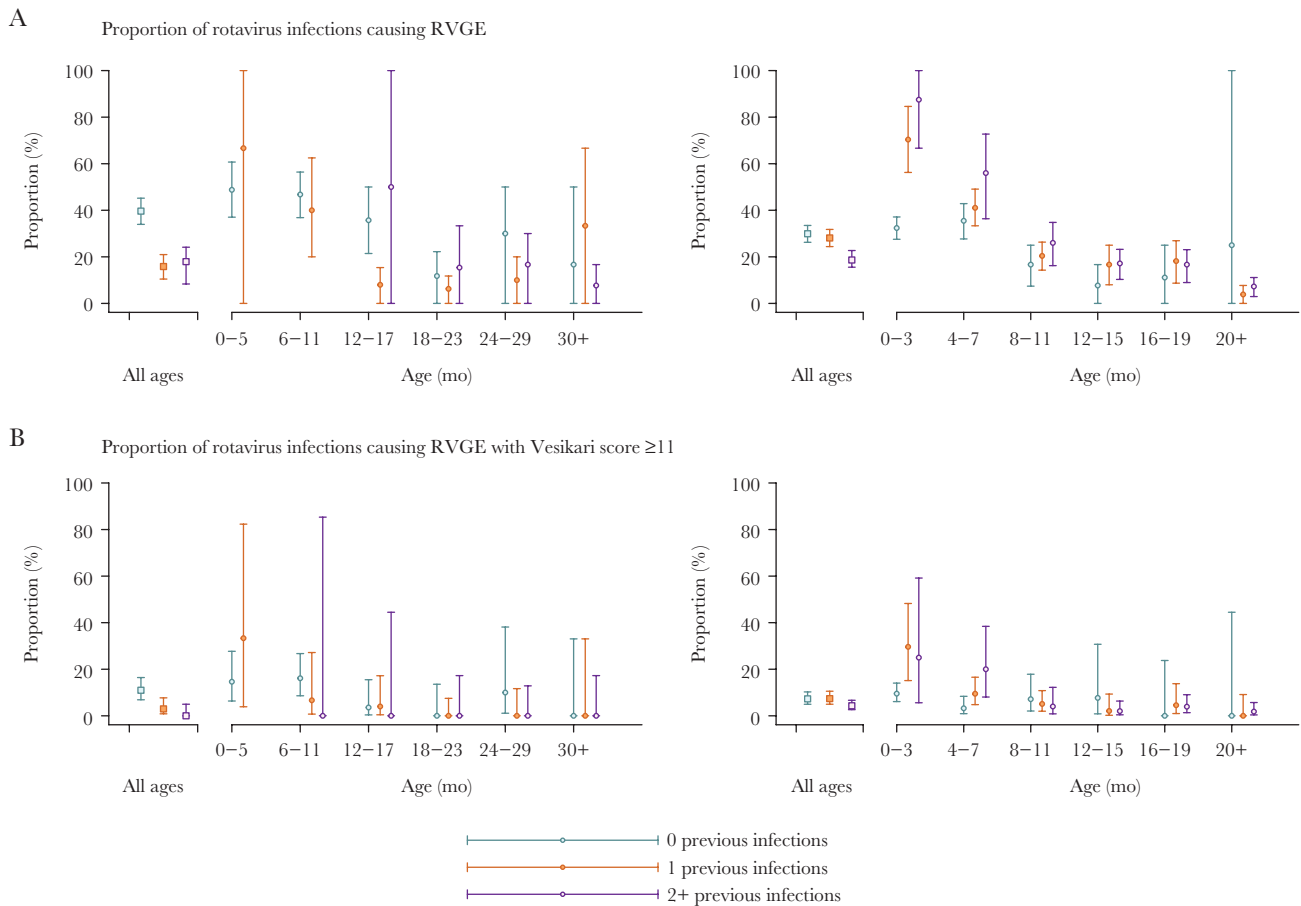 A
Proportion of rotavirus infections causing RVGE
Proportion (%)
100
80
60
40
20
0
0−5 6−11 12−17 18−23 24−29 30+
All ages Age (mo)
Proportion (%)
100
80
60
40
20
0
0−3 4−7 8−11 12−15 16−19 20+
All ages Age (mo)
B
Proportion of rotavirus infections causing RVGE with Vesikari score ≥11
Proportion (%)
100
80
60
40
20
0
0−5 6−11 12−17 18−23 24−29 30+
All ages Age (mo)
Proportion (%)
100
80
60
40
20
0
0−3 4−7 8−11 12−15 16−19 20+
All ages Age (mo)
0 previous infections
1 previous infections
2+ previous infections